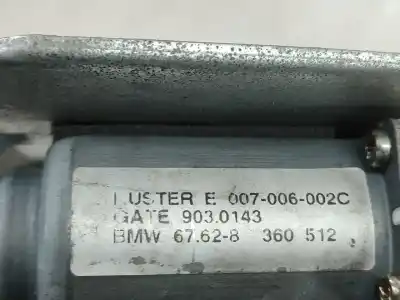 LUSTER E 007-006-002C
GATE 903.0143
BMW 67.62-8 360 512